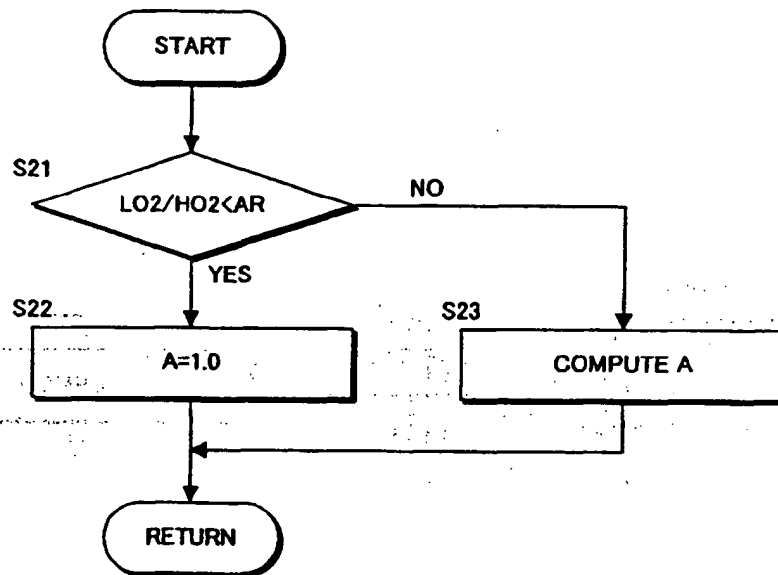 START
S21
LO2/HO2<AR
NO
YES
S22
A=1.0
S23
COMPUTE A
RETURN